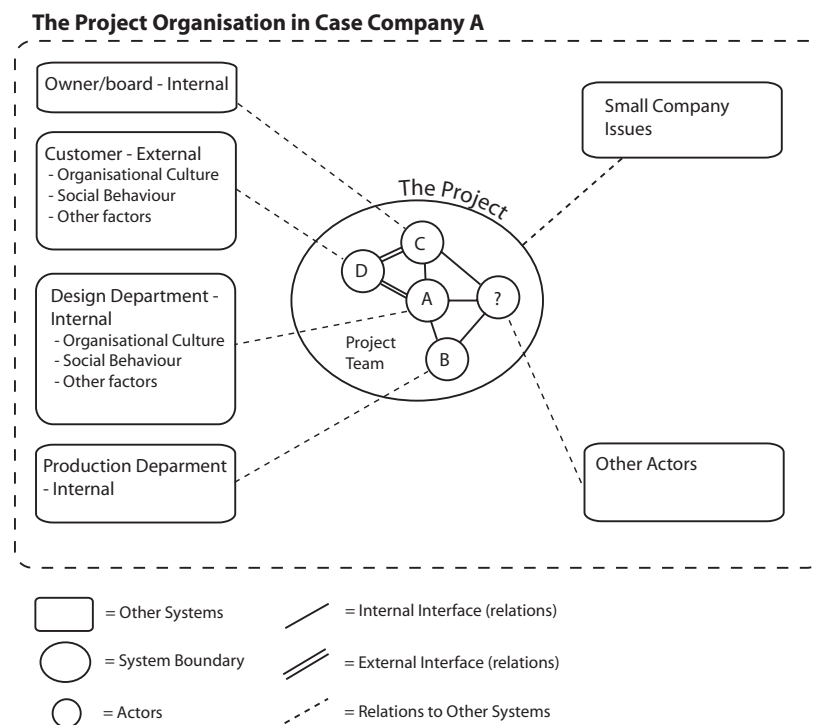 The Project Organisation in Case Company A
Owner/board - Internal
Customer - External
- Organisational Culture
- Social Behaviour
- Other factors
Design Department -
Internal
- Organisational Culture
- Social Behaviour
- Other factors
Production Deparment
- Internal
The Project
C
D
A
?
B
Project
Team
Small Company
Issues
Other Actors
= Other Systems
= Internal Interface (relations)
= System Boundary
= External Interface (relations)
= Actors
= Relations to Other Systems